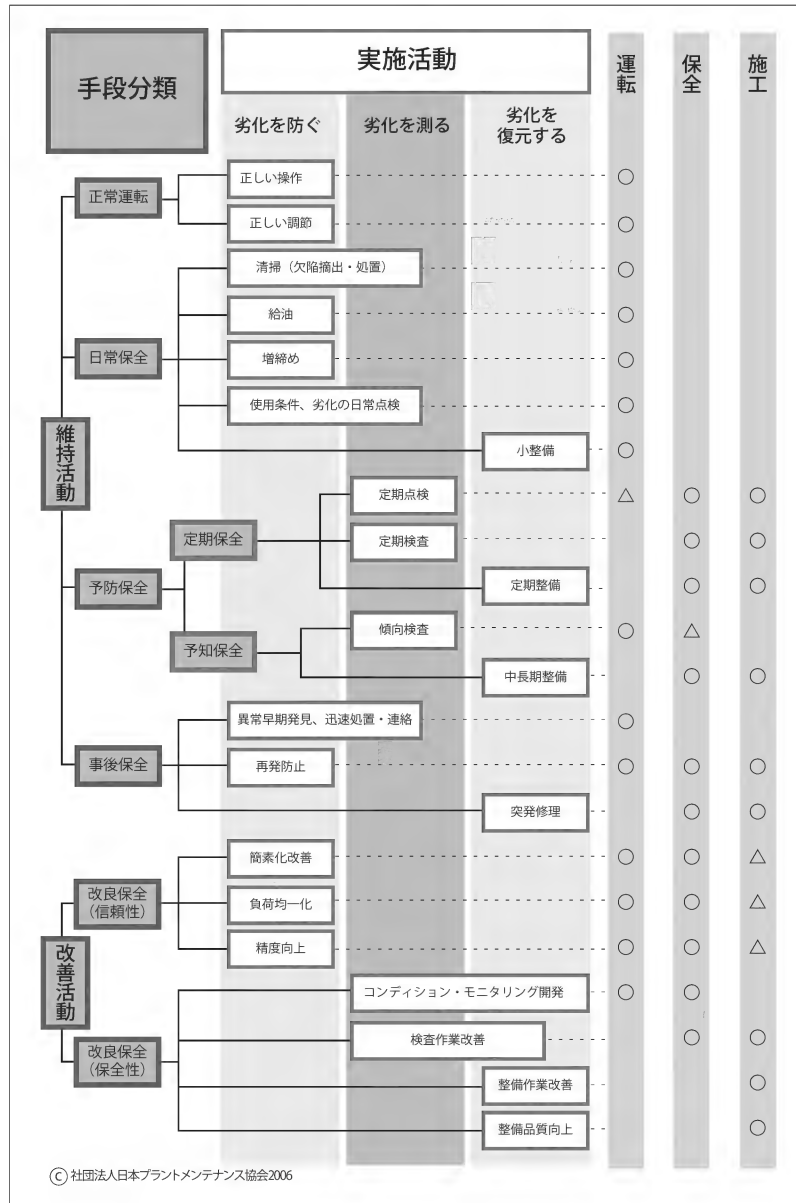 手段分類
実施活動
運転
保全
施工
劣化を防ぐ
劣化を測る
劣化を
復元する
維持活動
正常運転
正しい操作 ○
正しい調節 ○
日常保全
清掃（欠陥摘出・処置） ○
給油 ○
増締め ○
使用条件、劣化の日常点検 ○
小整備 ○
予防保全
定期保全
定期点検 △ ○ ○
定期検査 ○ ○
定期整備 ○ ○
予知保全
傾向検査 ○ △
中長期整備 ○ ○
事後保全
異常早期発見、迅速処置・連絡 ○
再発防止 ○ ○ ○
突発修理 ○ ○
改善活動
改良保全
（信頼性）
簡素化改善 ○ ○ △
負荷均一化 ○ ○ △
精度向上 ○ ○ △
改良保全
（保全性）
コンディション・モニタリング開発 ○ ○
検査作業改善 ○ ○
整備作業改善 ○
整備品質向上 ○
Ⓒ社団法人日本プラントメンテナンス協会2006